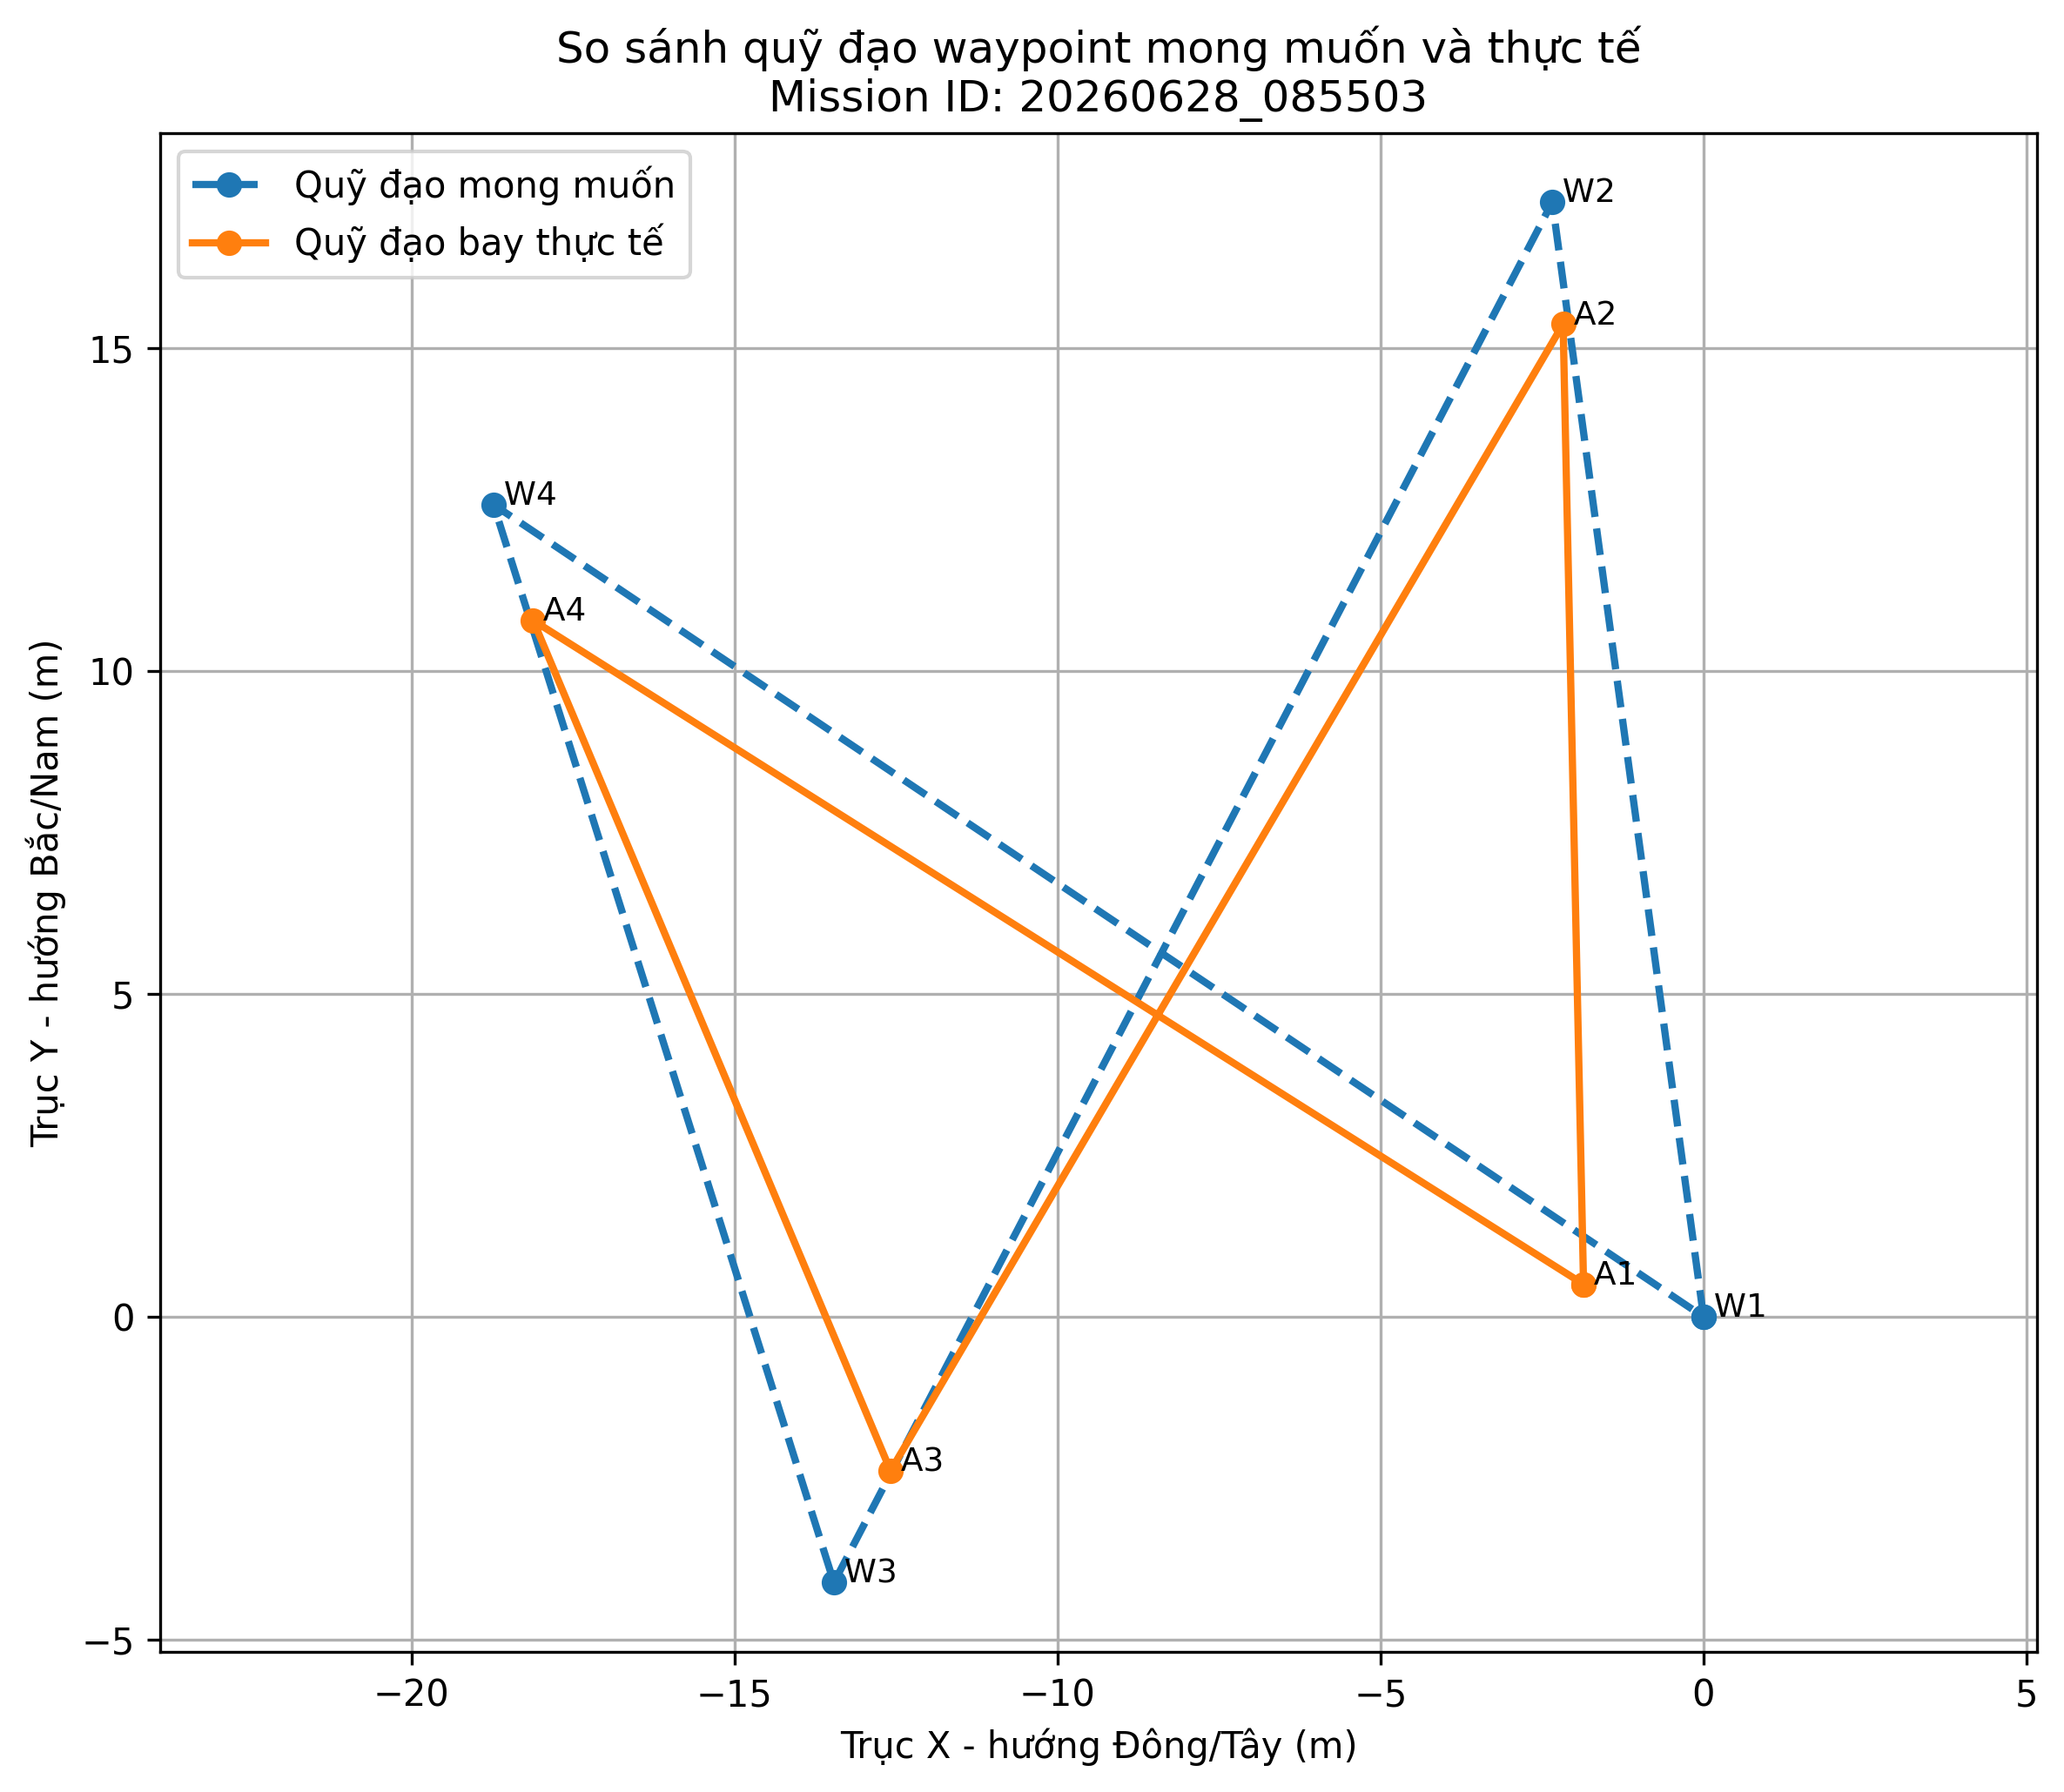 So sánh quỹ đạo waypoint mong muốn và thực tế
Mission ID: 20260628_085503
Quỹ đạo mong muốn
Quỹ đạo bay thực tế
W2
A2
W4
A4
A1
W1
A3
W3
15
10
5
0
−5
−20
−15
−10
−5
0
5
Trục Y - hướng Bắc/Nam (m)
Trục X - hướng Đông/Tây (m)